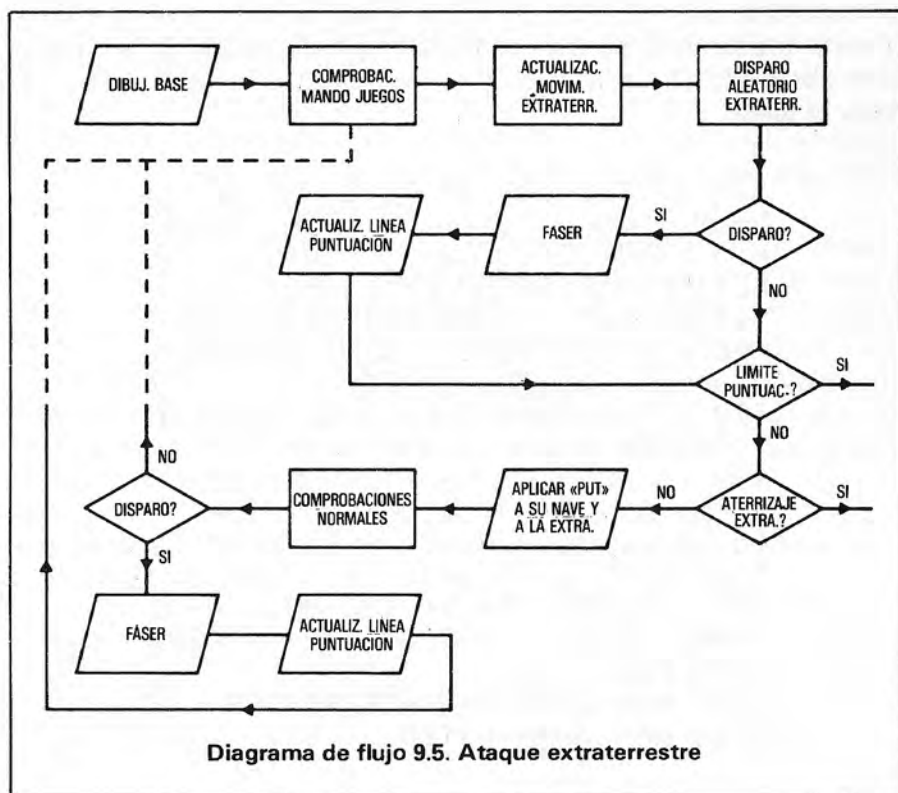 DIBUJ. BASE
COMPROBAC.
MANDO JUEGOS
ACTUALIZAC.
MOVIM.
EXTRATERR.
DISPARO
ALEATORIO
EXTRATERR.
ACTUALIZ. LINEA
PUNTUACIÓN
FASER
SI
DISPARO?
NO
LIMITE
PUNTUAC.?
SI
NO
NO
DISPARO?
COMPROBACIONES
NORMALES
APLICAR «PUT»
A SU NAVE Y
A LA EXTRA.
NO
ATERRIZAJE
EXTRA.?
SI
SI
FÁSER
ACTUALIZ. LINEA
PUNTUACIÓN
Diagrama de flujo 9.5. Ataque extraterrestre